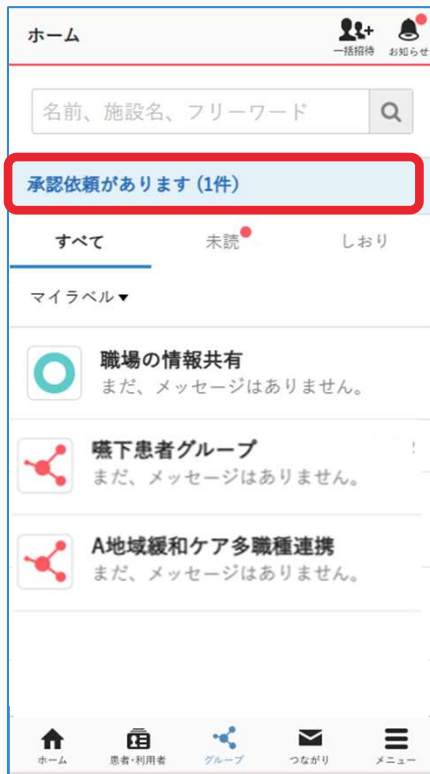 ホーム
一括招待
お知らせ
名前、施設名、フリーワード
承認依頼があります (1件)
すべて
未読
しおり
マイラベル▼
職場の情報共有
まだ、メッセージはありません。
嚥下患者グループ
まだ、メッセージはありません。
A地域緩和ケア多職種連携
まだ、メッセージはありません。
ホーム
患者・利用者
グループ
つながり
メニュー